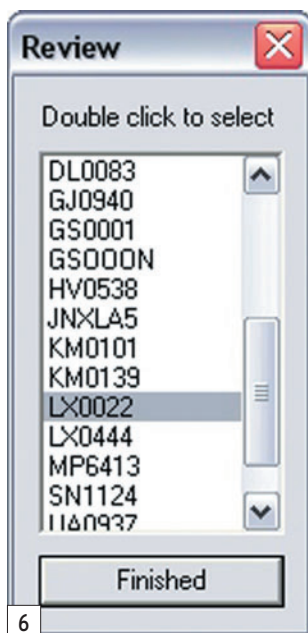 Review
Double click to select
DL0083
GJ0940
GS0001
GSOOON
HV0538
JNXLA5
KM0101
KM0139
LX0022
LX0444
MP6413
SN1124
UA0937
Finished
6